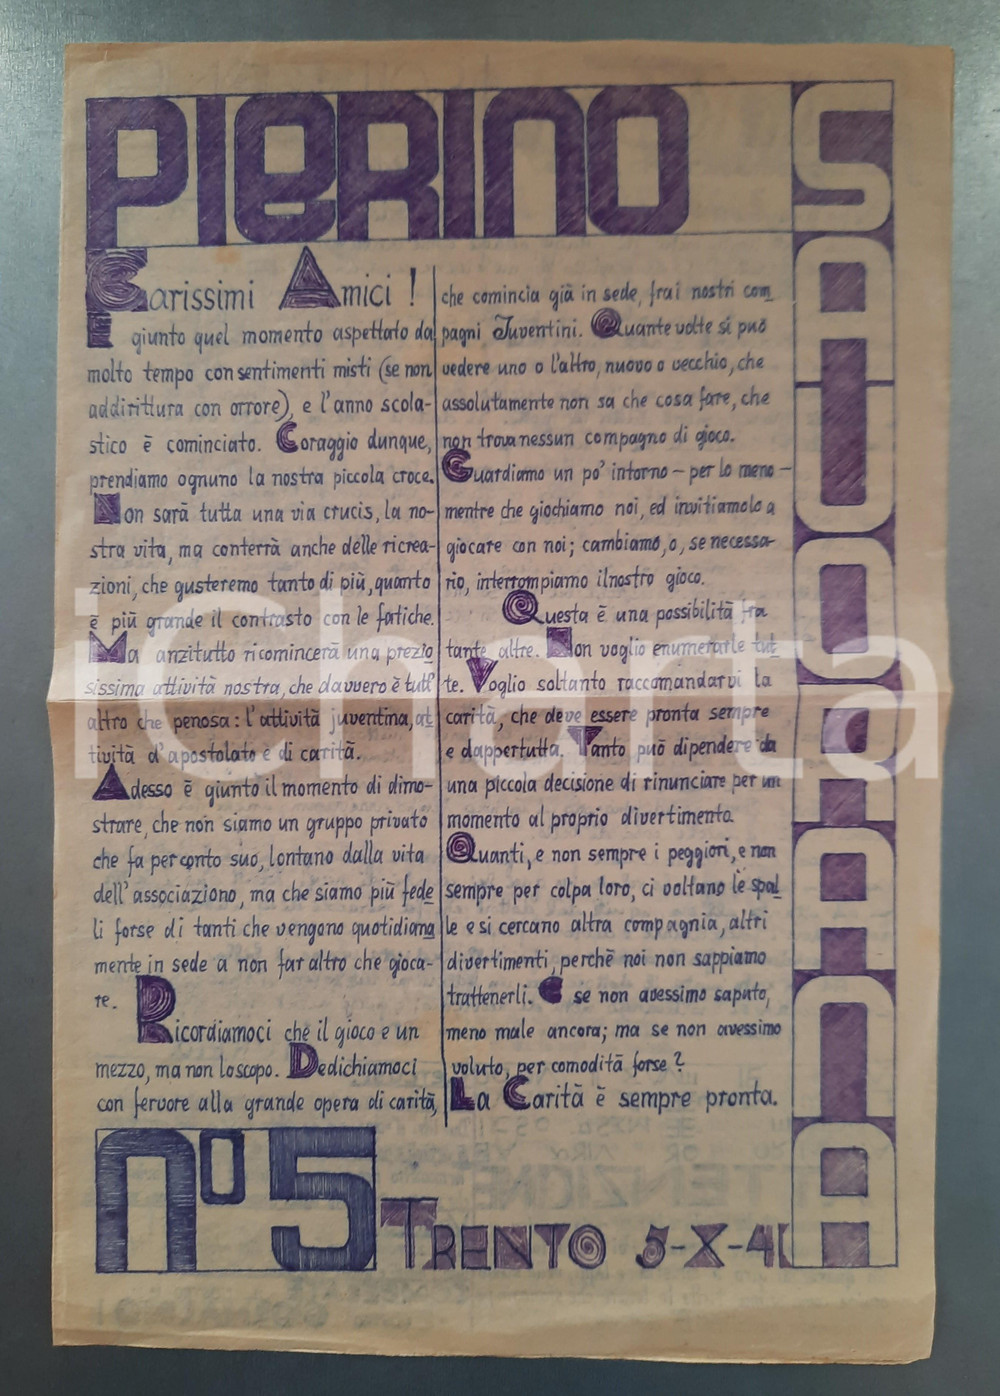 PIERINO
Carissimi Amici!
E giunto quel momento aspettato da
molto tempo con sentimenti misti (se non
addirittura con orrore), e l'anno scola-
stico è cominciato. Coraggio dunque,
prendiamo ognuno la nostra piccola croce.
Non sarà tutta una via crucis, la no-
stra vita, ma conterrà anche delle ricrea-
zioni, che gusteremo tanto di più, quanto
è più grande il contrasto con le fatiche.
Ma anzitutto ricomincerà una prezio
sissima attività nostra, che davvero è tutt'
altro che penosa: l'attività juventina, at
tività d'apostolato e di carità.
Adesso è giunto il momento di dimo-
strare, che non siamo un gruppo privato
che fa per conto suo, lontano dalla vita
dell'associaziono, ma che siamo più fede
li forse di tanti che vengono quotidiana
mente in sede a non far altro che gioca-
re.
Ricordiamoci che il gioco e un
mezzo, ma non lo scopo. Dedichiamoci
con fervore alla grande opera di carità,
che comincia già in sede, fra i nostri com
pagni Juventini. Quante volte si può
vedere uno o l'altro, nuovo o vecchio, che
assolutamente non sa che cosa fare, che
non trova nessun compagno di gioco.
Guardiamo un po' intorno – per lo meno –
mentre che giochiamo noi, ed invitiamolo a
giocare con noi; cambiamo, o, se necessa-
rio, interrompiamo il nostro gioco.
Questa è una possibilità fra
tante altre. Non voglio enumerarle tut
te. Voglio soltanto raccomandarvi la
carità, che deve essere pronta sempre
e dappertutta. Tanto può dipendere da
una piccola decisione di rinunciare per un
momento al proprio divertimento.
Quanti, e non sempre i peggiori, e non
sempre per colpa loro, ci voltano le spal
le e si cercano altra compagnia, altri
divertimenti, perchè noi non sappiamo
trattenerli. E se non avessimo saputo,
meno male ancora; ma se non avessimo
voluto, per comodità forse?
La Carità è sempre pronta.
Nº 5
TRENTO 5-X-41
iCharta